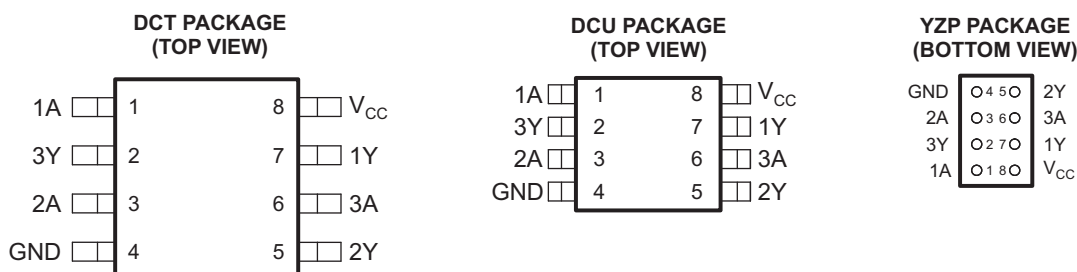 DCT PACKAGE
(TOP VIEW)
1A 1 8 VCC
3Y 2 7 1Y
2A 3 6 3A
GND 4 5 2Y
DCU PACKAGE
(TOP VIEW)
1A 1 8 VCC
3Y 2 7 1Y
2A 3 6 3A
GND 4 5 2Y
YZP PACKAGE
(BOTTOM VIEW)
GND 4 5 2Y
2A 3 6 3A
3Y 2 7 1Y
1A 1 8 VCC